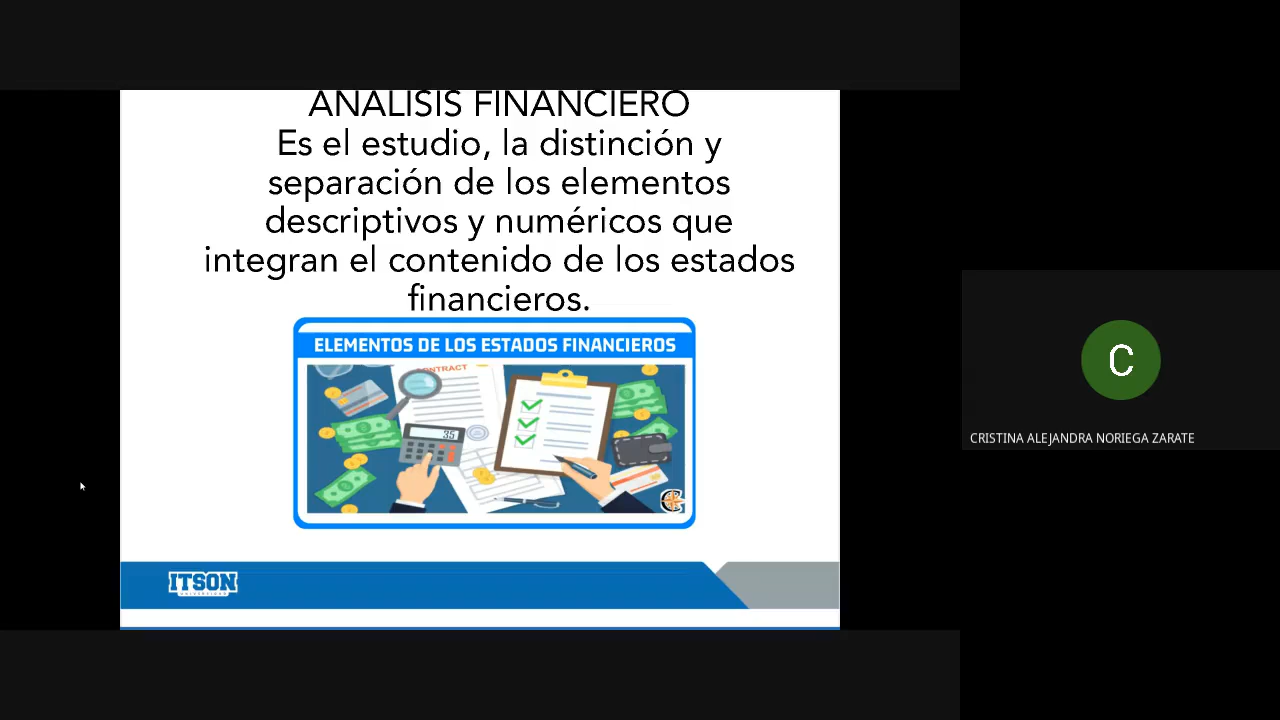 ANALISIS FINANCIERO
Es el estudio, la distinción y
separación de los elementos
descriptivos y numéricos que
integran el contenido de los estados
financieros.
ELEMENTOS DE LOS ESTADOS FINANCIEROS
CONTRACT
35
ITSON
C
CRISTINA ALEJANDRA NORIEGA ZARATE